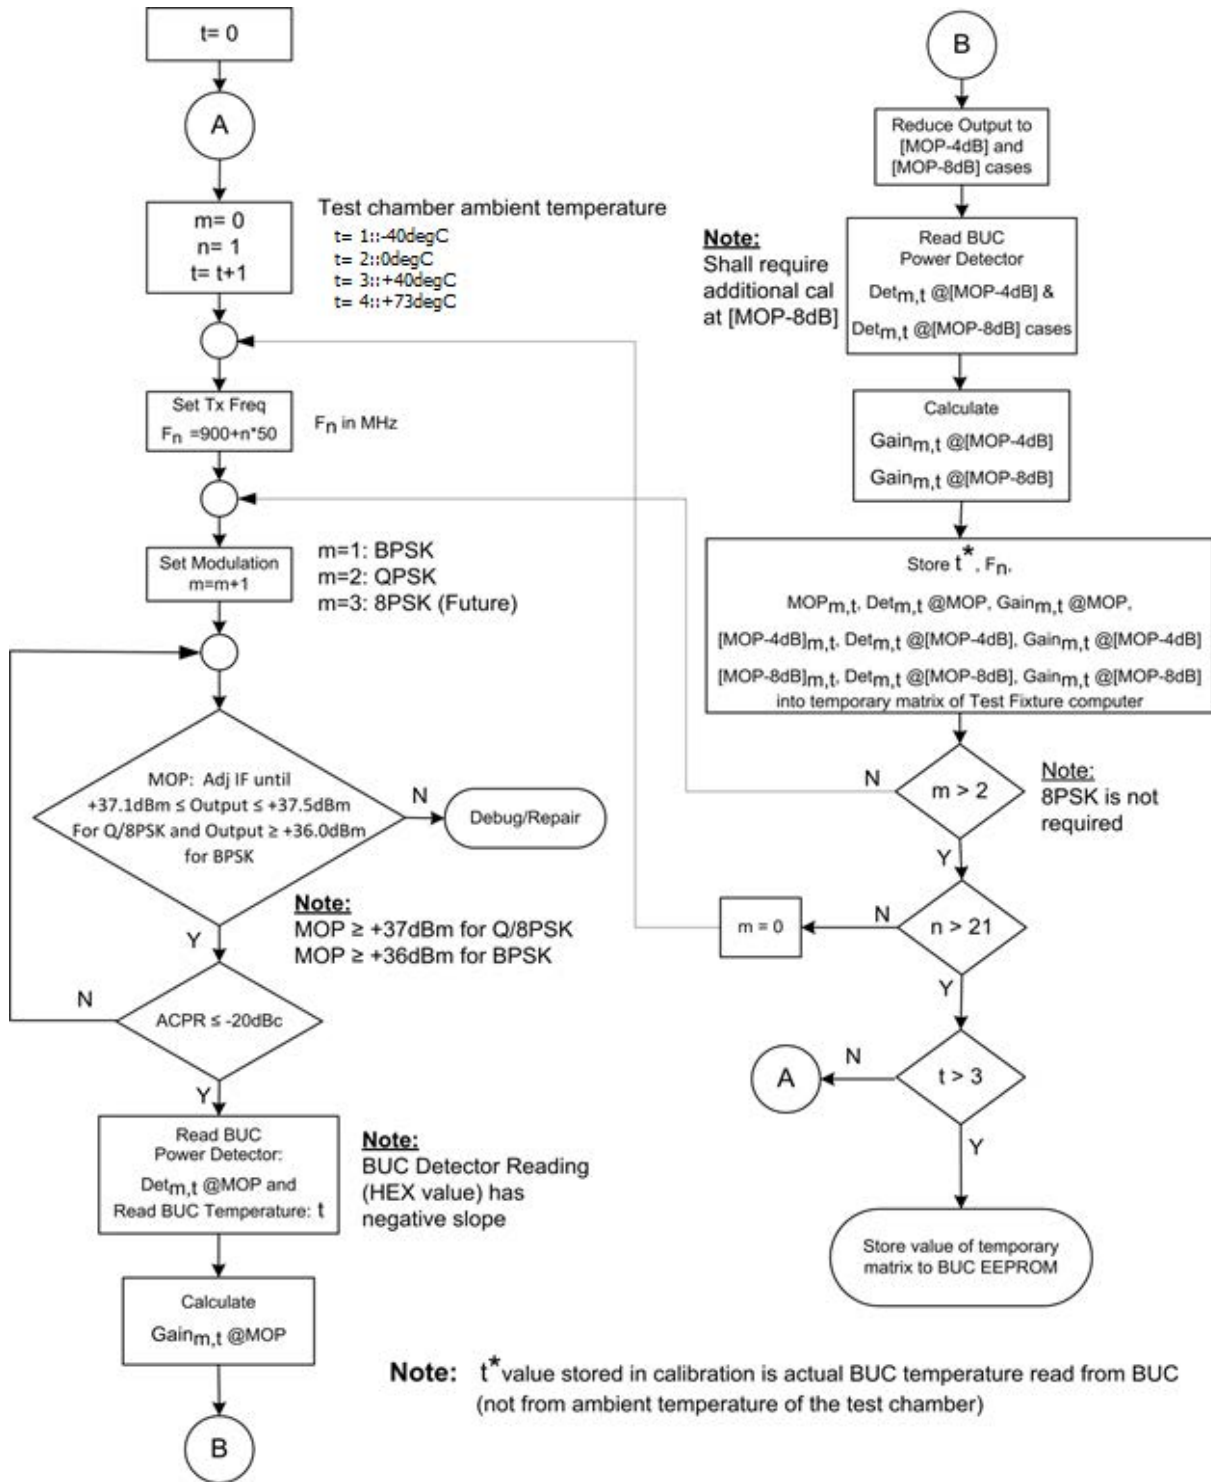 t= 0
A
m= 0
n= 1
t= t+1
Test chamber ambient temperature
t= 1::-40degC
t= 2::0degC
t= 3::+40degC
t= 4::+73degC
Set Tx Freq
Fn =900+n*50
Fn in MHz
Set Modulation
m=m+1
m=1: BPSK
m=2: QPSK
m=3: 8PSK (Future)
MOP: Adj IF until
+37.1dBm ≤ Output ≤ +37.5dBm
For Q/8PSK and Output ≥ +36.0dBm
for BPSK
N
Debug/Repair
Y
Note:
MOP ≥ +37dBm for Q/8PSK
MOP ≥ +36dBm for BPSK
N
ACPR ≤ -20dBc
Y
Read BUC
Power Detector:
Detm,t @MOP and
Read BUC Temperature: t
Note:
BUC Detector Reading
(HEX value) has
negative slope
Calculate
Gainm,t @MOP
B
B
Reduce Output to
[MOP-4dB] and
[MOP-8dB] cases
Note:
Shall require
additional cal
at [MOP-8dB]
Read BUC
Power Detector
Detm,t @[MOP-4dB] &
Detm,t @[MOP-8dB] cases
Calculate
Gainm,t @[MOP-4dB]
Gainm,t @[MOP-8dB]
Store t*, Fn,
MOPm,t, Detm,t @MOP, Gainm,t @MOP,
[MOP-4dB]m,t, Detm,t @[MOP-4dB], Gainm,t @[MOP-4dB]
[MOP-8dB]m,t, Detm,t @[MOP-8dB], Gainm,t @[MOP-8dB]
into temporary matrix of Test Fixture computer
N
m > 2
Note:
8PSK is not
required
Y
m = 0
N
n > 21
Y
A
N
t > 3
Y
Store value of temporary
matrix to BUC EEPROM
Note: t* value stored in calibration is actual BUC temperature read from BUC
(not from ambient temperature of the test chamber)